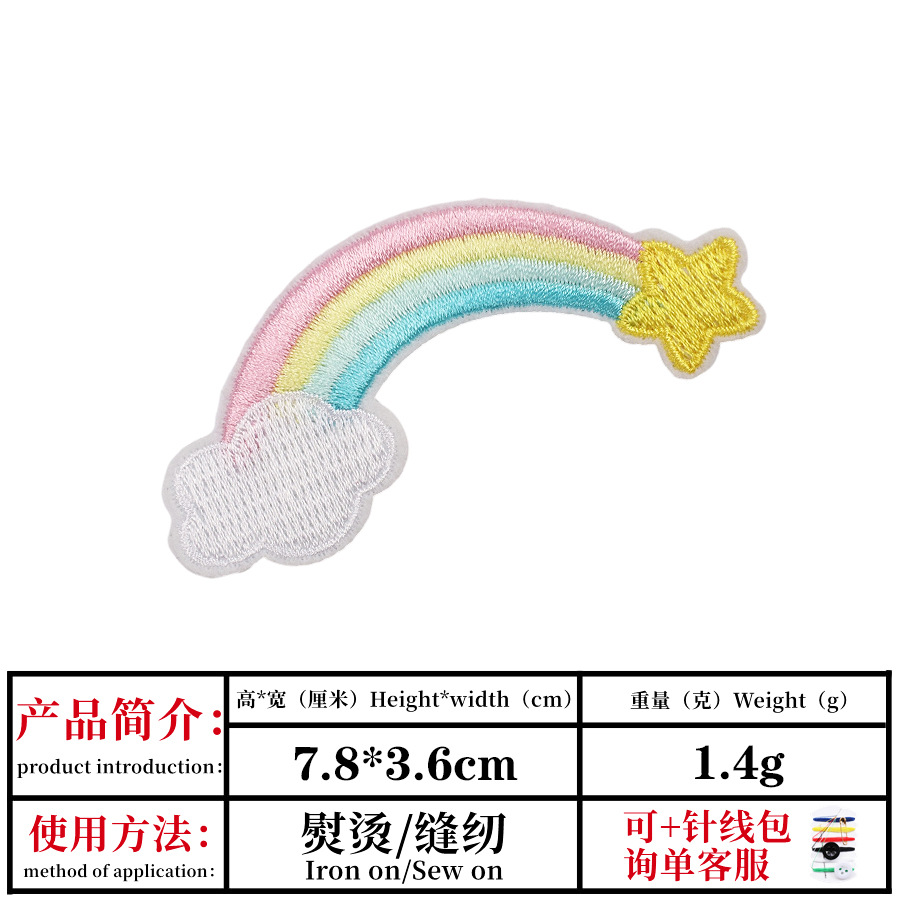 产品简介：
product introduction：
高*宽（厘米）Height*width（cm）
7.8*3.6cm
重量（克）Weight（g）
1.4g
使用方法：
method of application：
熨烫/缝纫
Iron on/Sew on
可+针线包
询单客服